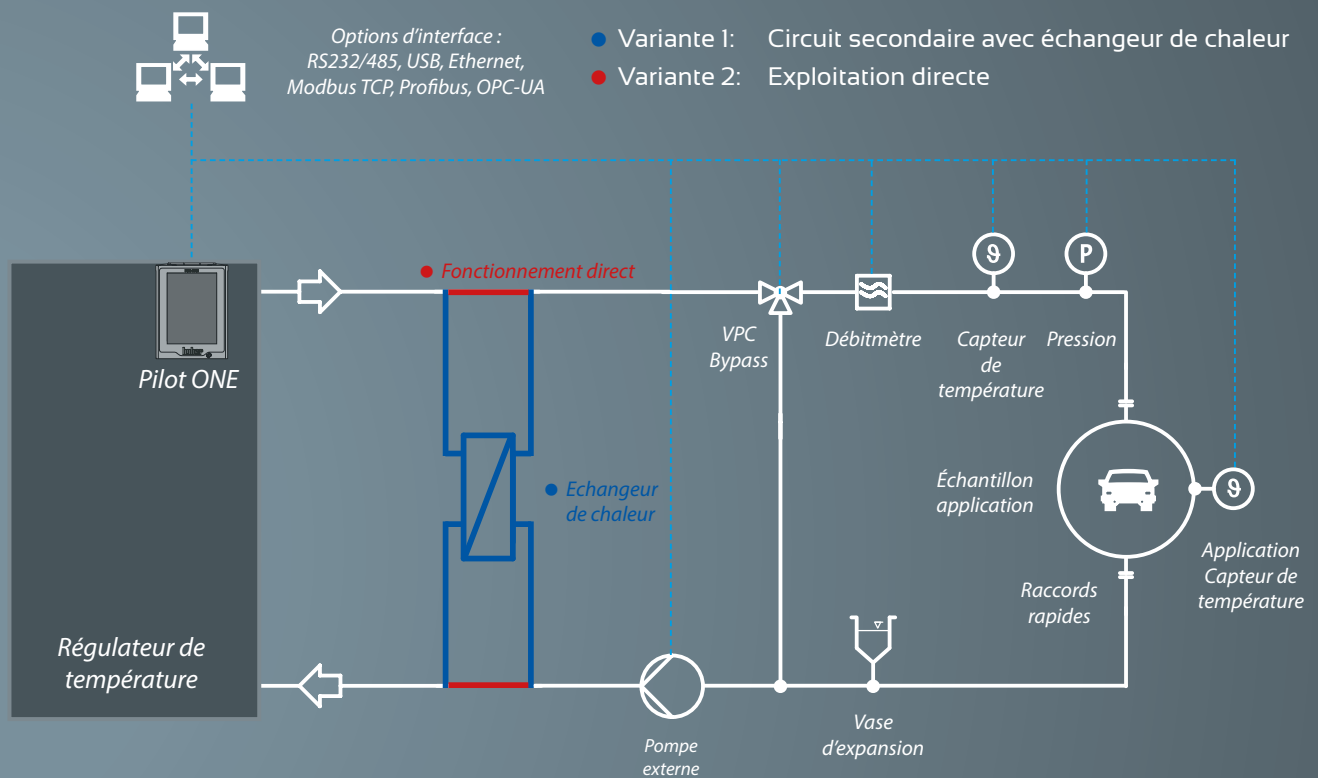 Options d'interface :
RS232/485, USB, Ethernet,
Modbus TCP, Profibus, OPC-UA
Variante 1: Circuit secondaire avec échangeur de chaleur
Variante 2: Exploitation directe
Fonctionnement direct
Pilot ONE
VPC
Bypass
Débitmètre
Capteur
de
température
Pression
ϑ
P
Echangeur
de chaleur
Échantillon
application
ϑ
Application
Capteur de
température
Raccords
rapides
Régulateur de
température
Vase
d'expansion
Pompe
externe
huber